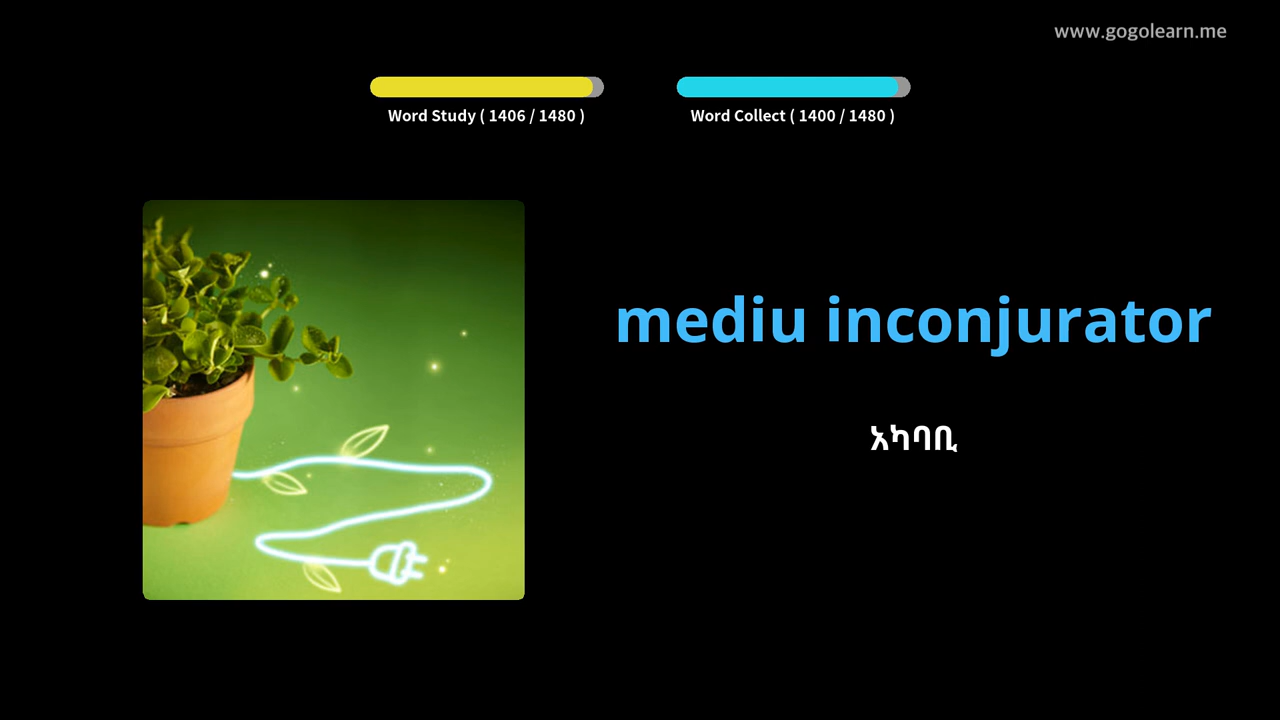 www.gogolearn.me
Word Study ( 1406 / 1480 )
Word Collect ( 1400 / 1480 )
mediu inconjurator
አካባቢ